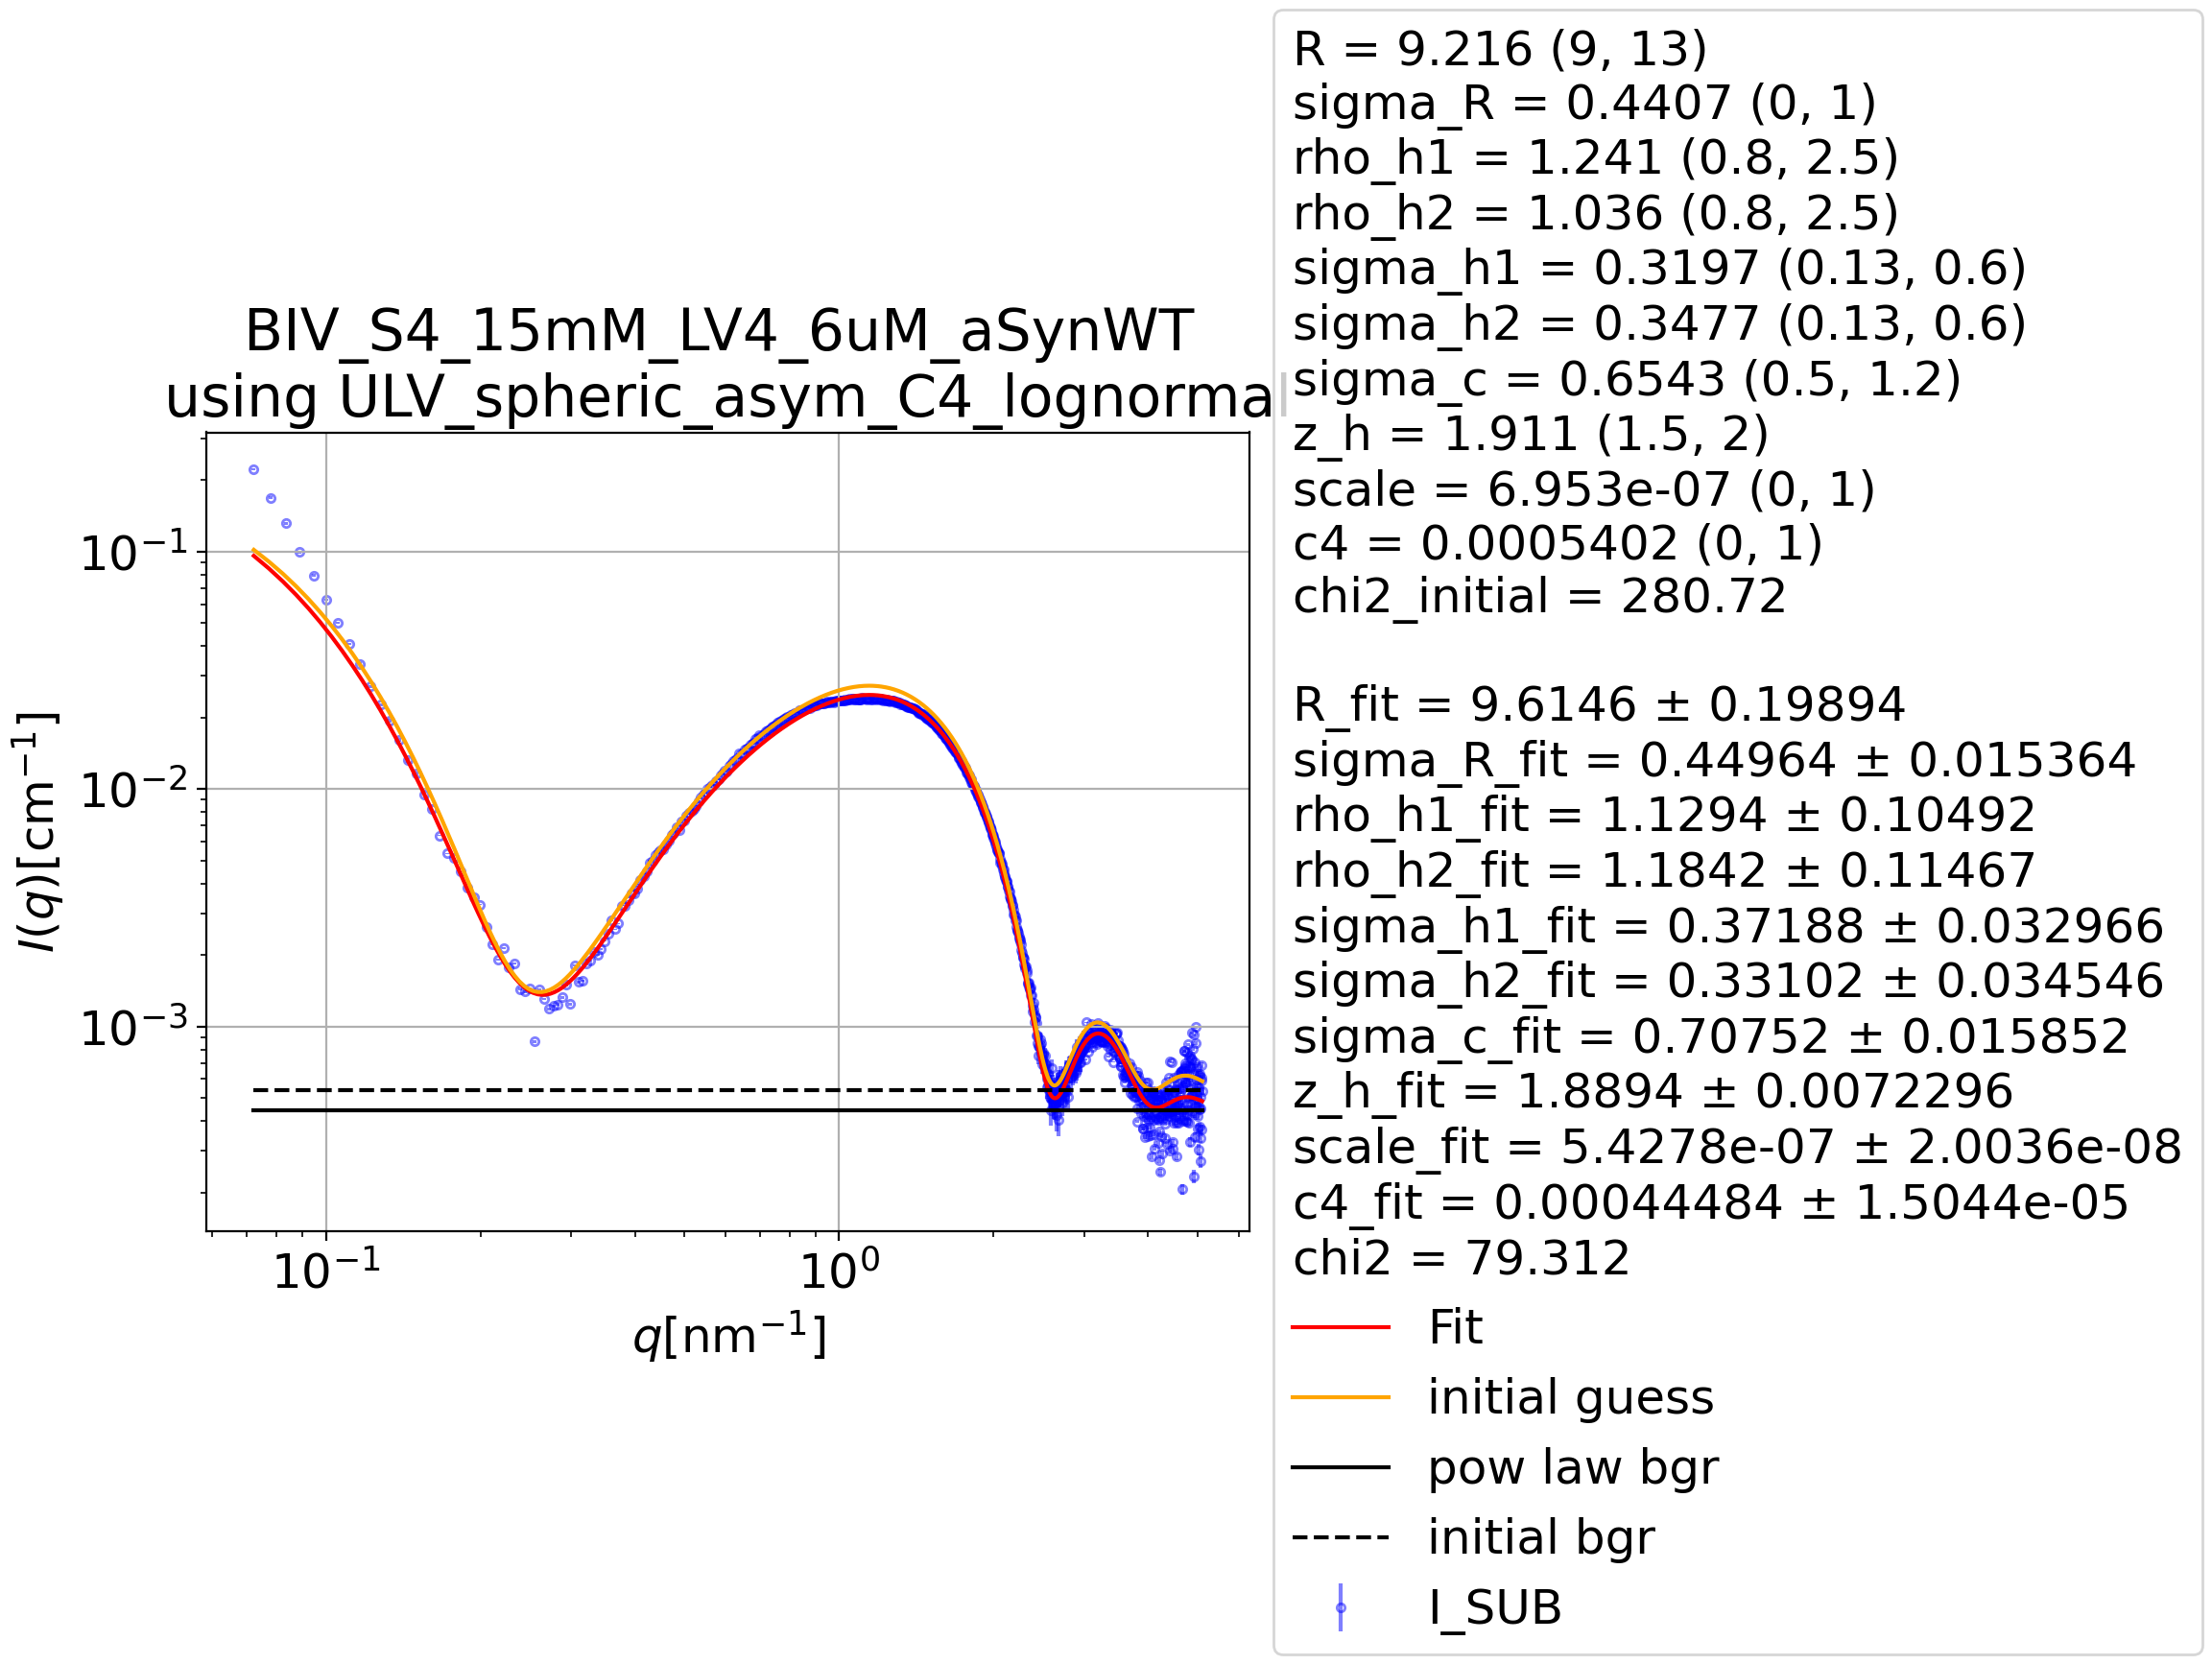 BIV_S4_15mM_LV4_6uM_aSynWT
using ULV_spheric_asym_C4_lognormal
10⁻¹
10⁻²
10⁻³
I(q)[cm⁻¹]
10⁻¹
10⁰
q[nm⁻¹]
R = 9.216 (9, 13)
sigma_R = 0.4407 (0, 1)
rho_h1 = 1.241 (0.8, 2.5)
rho_h2 = 1.036 (0.8, 2.5)
sigma_h1 = 0.3197 (0.13, 0.6)
sigma_h2 = 0.3477 (0.13, 0.6)
sigma_c = 0.6543 (0.5, 1.2)
z_h = 1.911 (1.5, 2)
scale = 6.953e-07 (0, 1)
c4 = 0.0005402 (0, 1)
chi2_initial = 280.72
R_fit = 9.6146 ± 0.19894
sigma_R_fit = 0.44964 ± 0.015364
rho_h1_fit = 1.1294 ± 0.10492
rho_h2_fit = 1.1842 ± 0.11467
sigma_h1_fit = 0.37188 ± 0.032966
sigma_h2_fit = 0.33102 ± 0.034546
sigma_c_fit = 0.70752 ± 0.015852
z_h_fit = 1.8894 ± 0.0072296
scale_fit = 5.4278e-07 ± 2.0036e-08
c4_fit = 0.00044484 ± 1.5044e-05
chi2 = 79.312
Fit
initial guess
pow law bgr
initial bgr
I_SUB